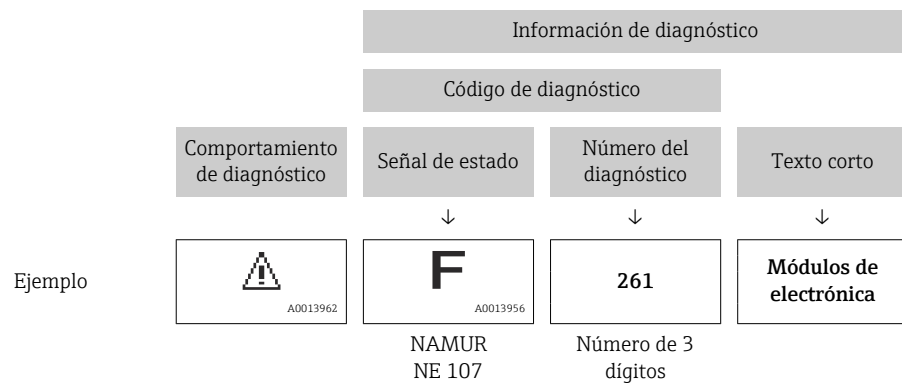 Información de diagnóstico
Código de diagnóstico
Comportamiento
de diagnóstico
Señal de estado
Número del
diagnóstico
Texto corto
↓ ↓ ↓
Ejemplo
A0013962
F
A0013956
261
Módulos de
electrónica
NAMUR
NE 107
Número de 3
dígitos